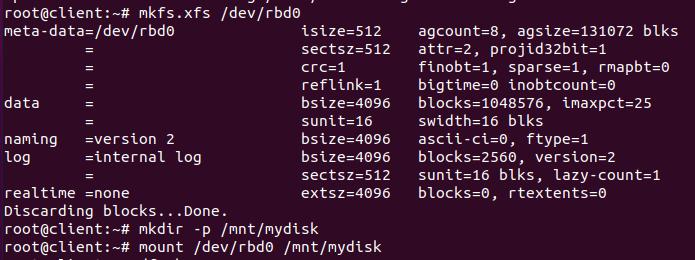 root@client:~# mkfs.xfs /dev/rbd0
meta-data=/dev/rbd0              isize=512    agcount=8, agsize=131072 blks
         =                       sectsz=512   attr=2, projid32bit=1
         =                       crc=1        finobt=1, sparse=1, rmapbt=0
         =                       reflink=1    bigtime=0 inobtcount=0
data     =                       bsize=4096   blocks=1048576, imaxpct=25
         =                       sunit=16     swidth=16 blks
naming   =version 2              bsize=4096   ascii-ci=0, ftype=1
log      =internal log           bsize=4096   blocks=2560, version=2
         =                       sectsz=512   sunit=16 blks, lazy-count=1
realtime =none                   extsz=4096   blocks=0, rtextents=0
Discarding blocks...Done.
root@client:~# mkdir -p /mnt/mydisk
root@client:~# mount /dev/rbd0 /mnt/mydisk